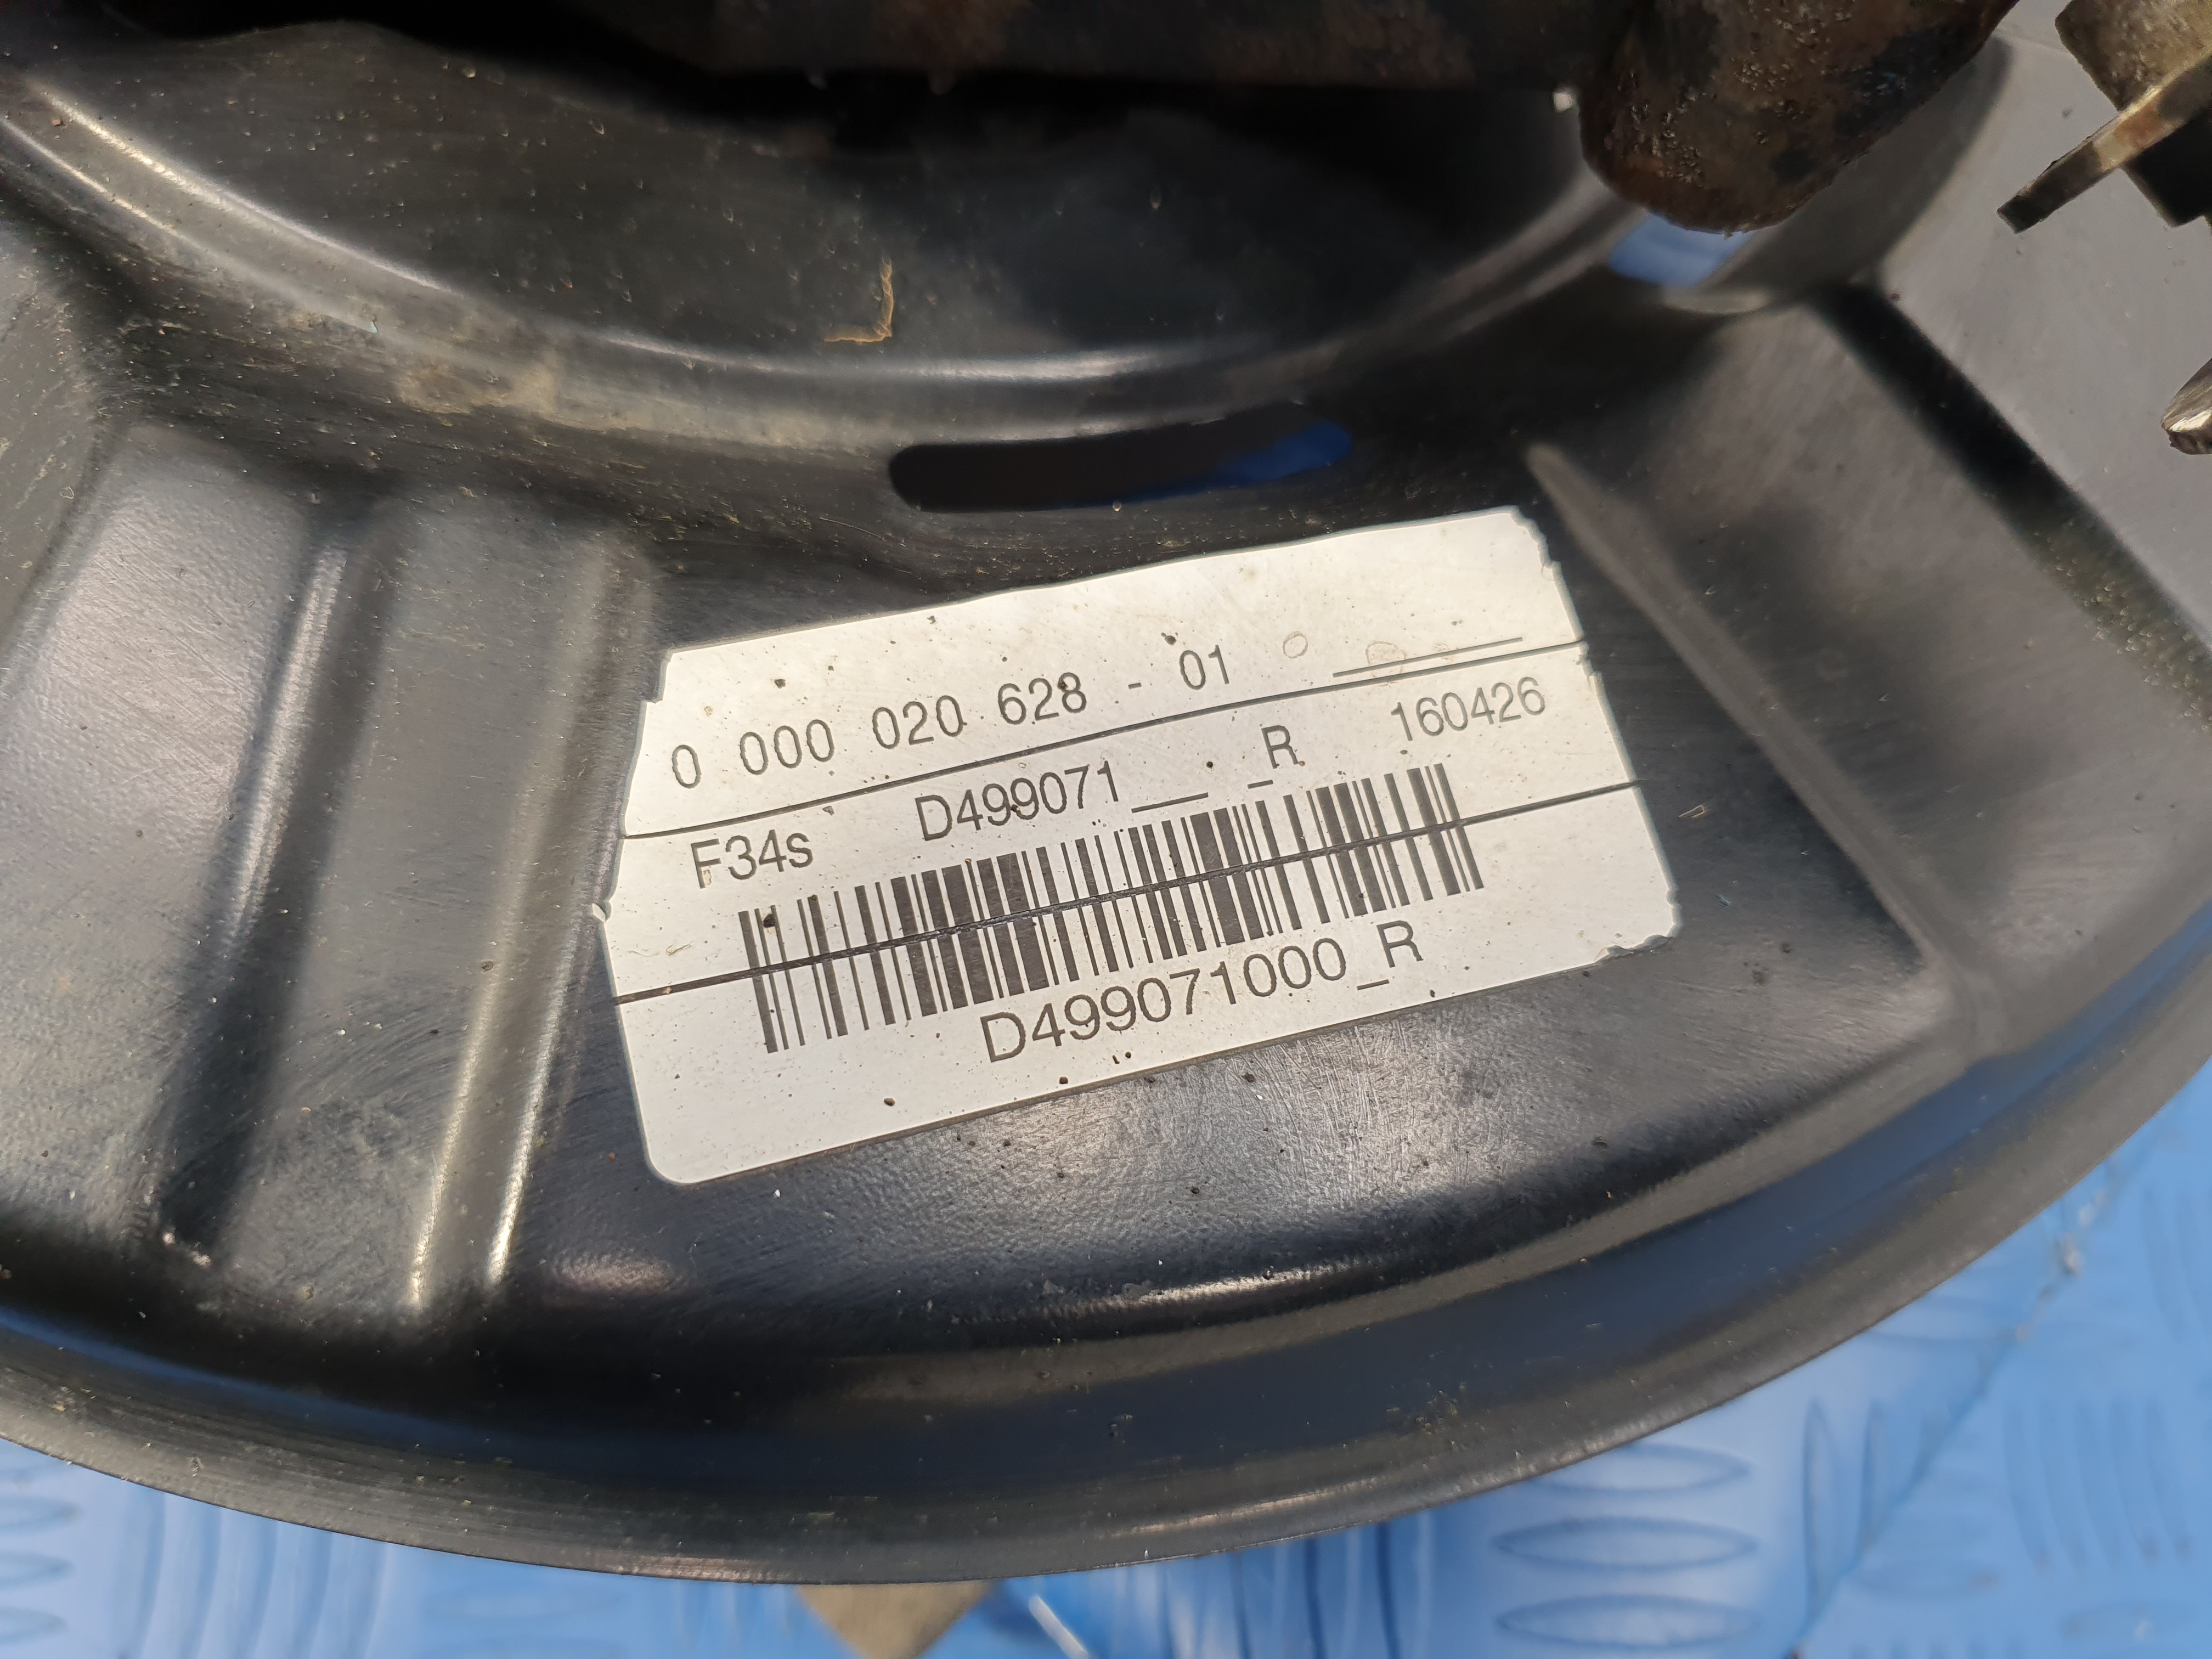 0 000 020 628 - 01
F34s D499071___ _R 160426
D499071000_R